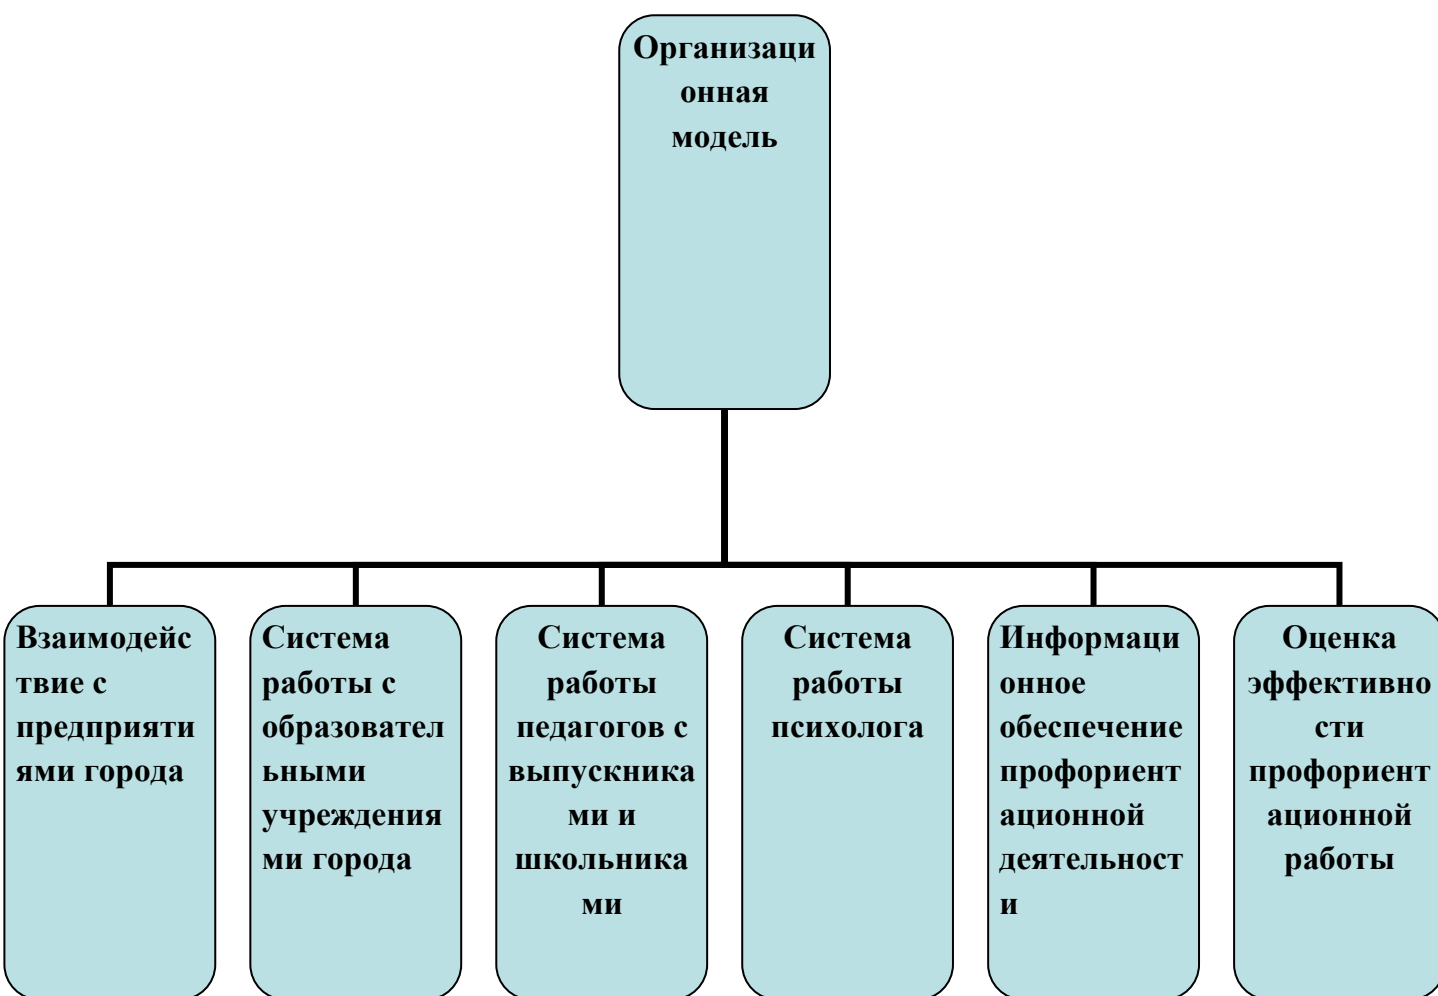 Организаци
онная
модель
Взаимодейс
твие с
предприяти
ями города
Система
работы с
образовател
ьными
учреждения
ми города
Система
работы
педагогов с
выпускника
ми и
школьника
ми
Система
работы
психолога
Информаци
онное
обеспечение
профориент
ационной
деятельност
и
Оценка
эффективно
сти
профориент
ационной
работы